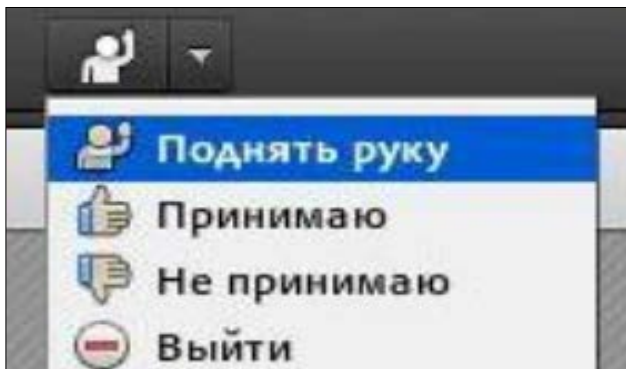 Поднять руку
Принимаю
Не принимаю
Выйти